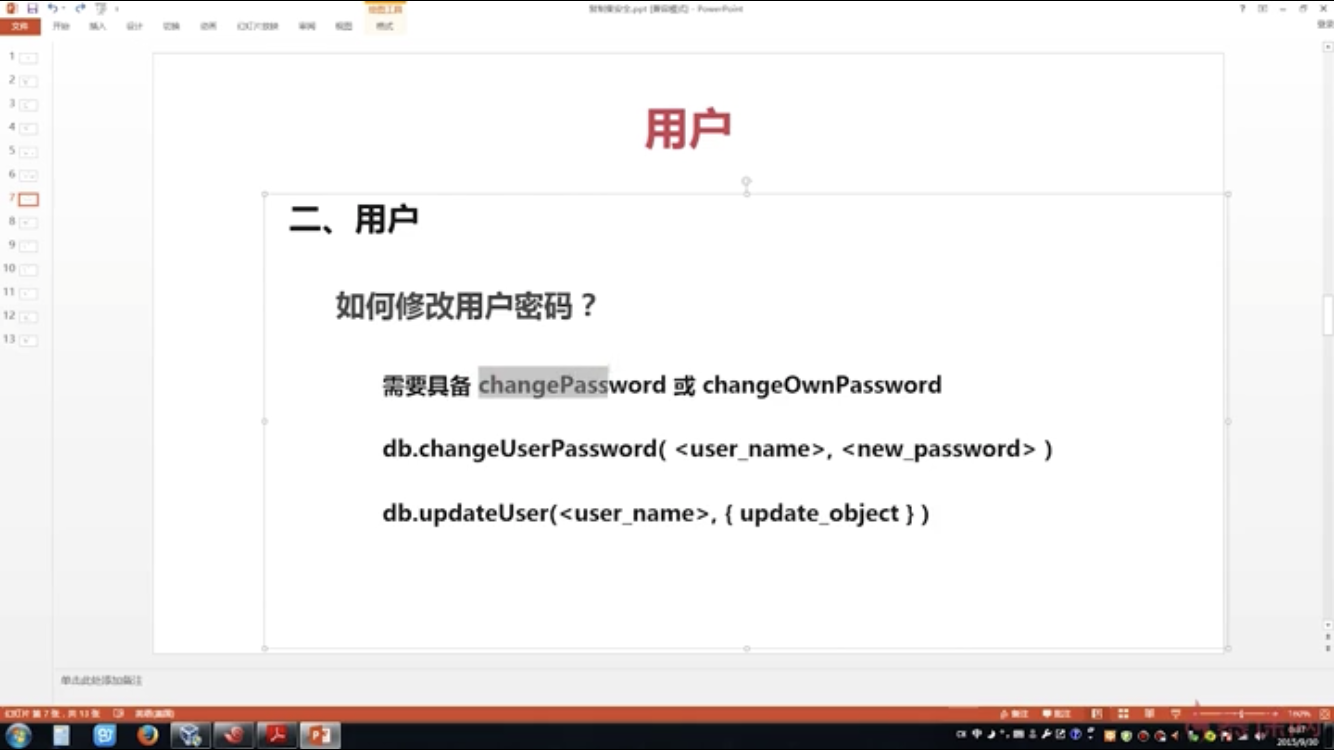 [兼容模式] - PowerPoint
绘图工具
文件 开始 插入 设计 切换 动画 幻灯片放映 审阅 视图 格式
登录
1
2
3
4
5
6
7
8
9
10
11
12
13
用户
二、用户
如何修改用户密码？
需要具备 changePassword 或 changeOwnPassword
db.changeUserPassword( <user_name>, <new_password> )
db.updateUser(<user_name>, { update_object } )
单击此处添加备注
幻灯片 第 7 张，共 13 张 英语(美国) 备注 批注 160%
2015/9/30